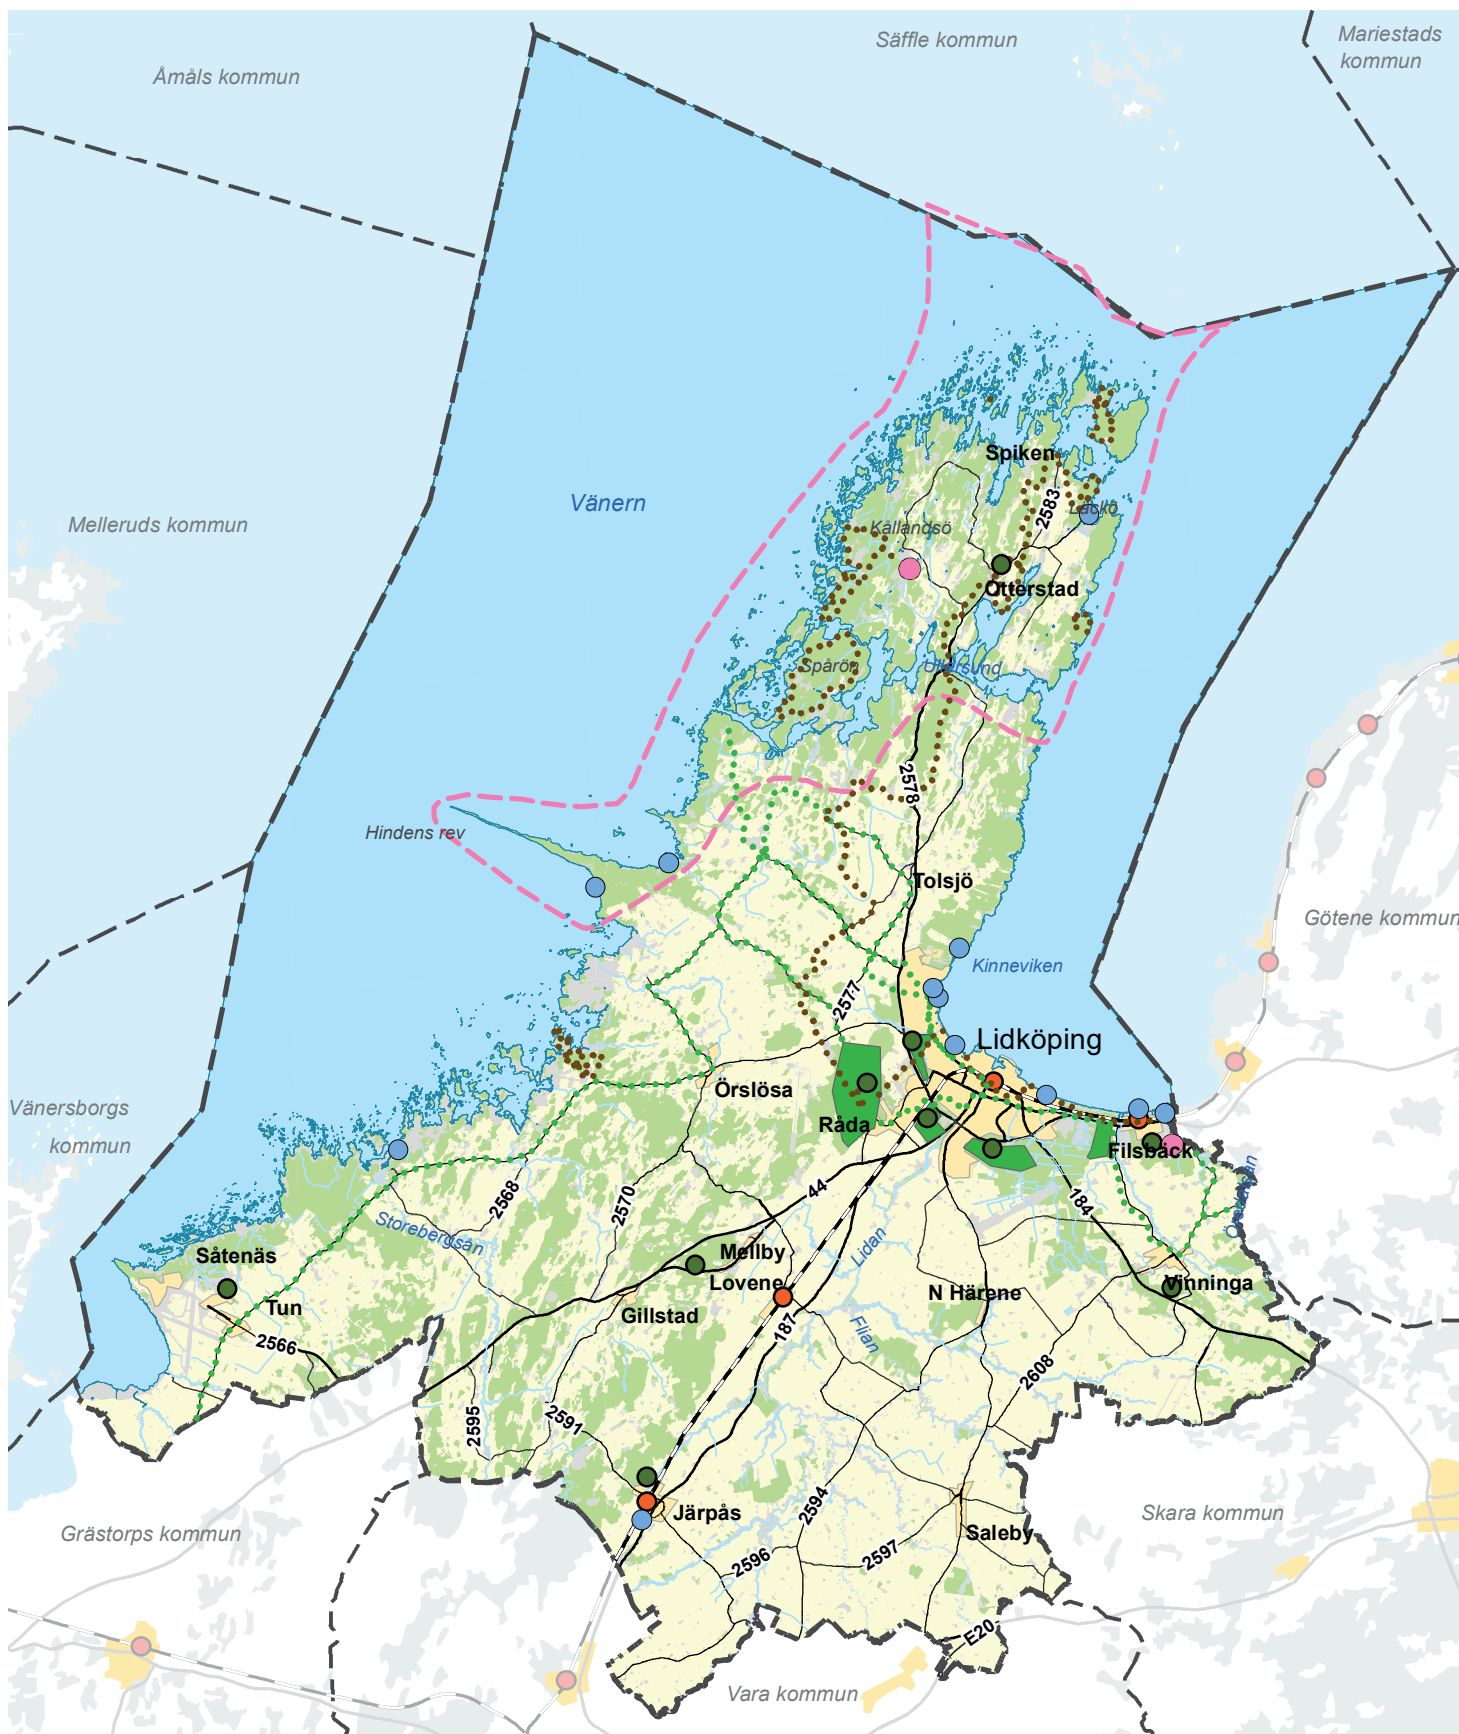 Säffle kommun
Mariestads
kommun
Åmåls kommun
Spiken
Vänern
2583
Läckö
Melleruds kommun
Kållandsö
Otterstad
Spårön
Ullersund
2578
Hindens rev
Tolsjö
Götene kommun
Kinneviken
2577
Lidköping
Örslösa
Vänersborgs
kommun
Råda
Filsbäck
44
184
2568
2570
Storebergsån
Såtenäs
Mellby
Lidan
Lovene
Vinninga
N Härene
Tun
Gillstad
187
Flian
2566
2608
2595
2591
Järpås
2594
Skara kommun
Grästorps kommun
Saleby
2596
2597
E20
Vara kommun